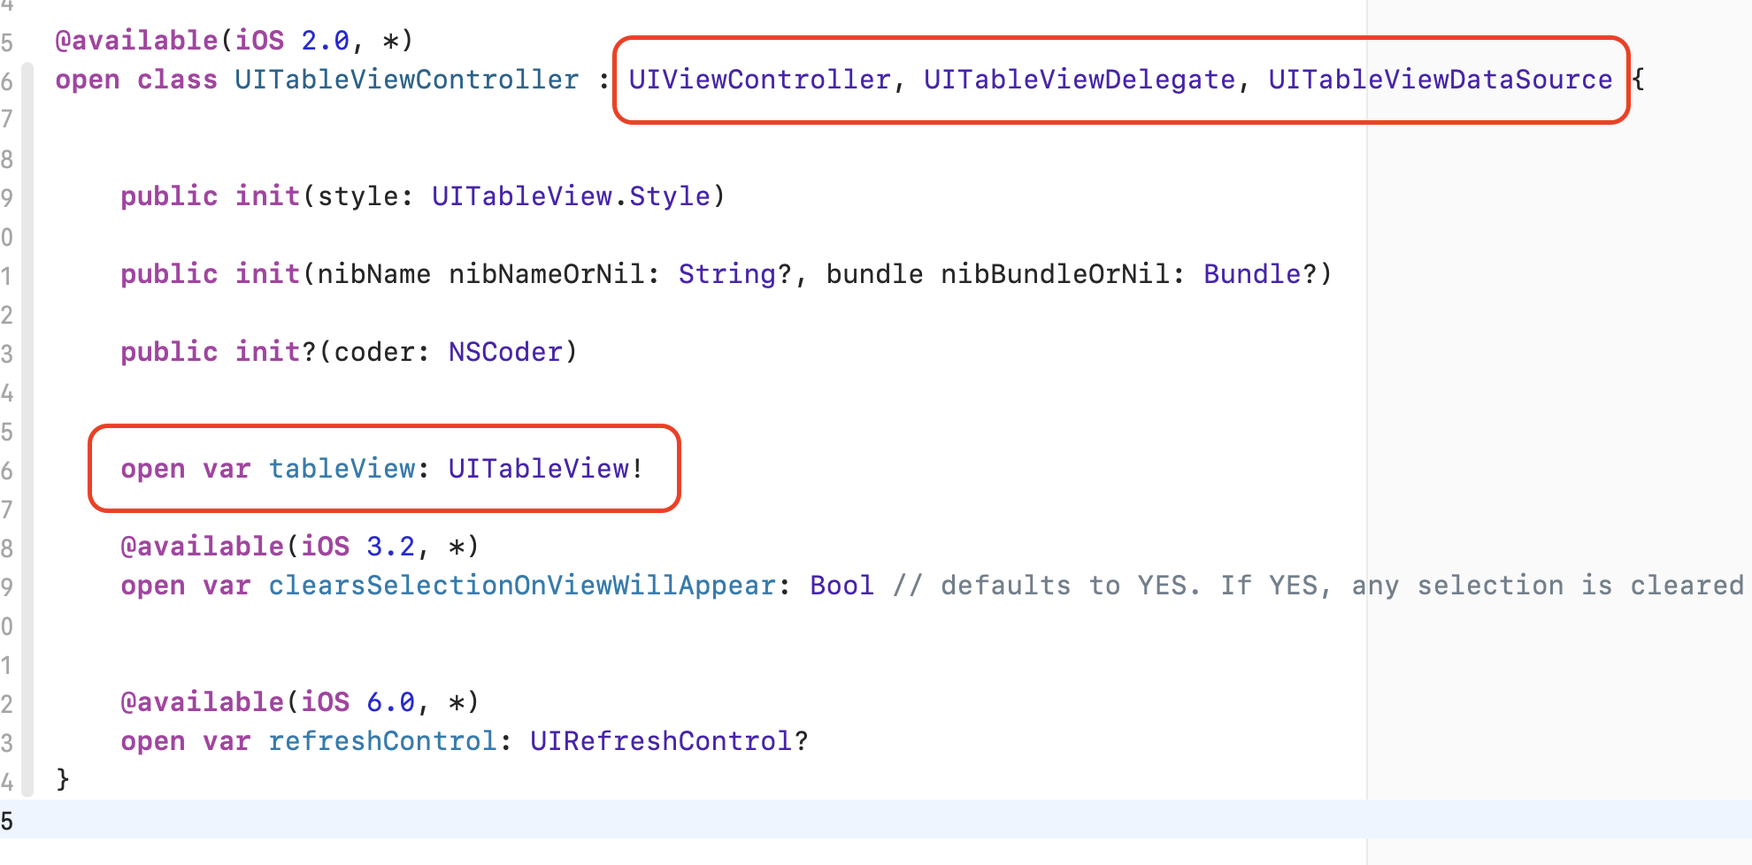 4
5 @available(iOS 2.0, *)
6 open class UITableViewController : UIViewController, UITableViewDelegate, UITableViewDataSource {
7
8
9 public init(style: UITableView.Style)
0
1 public init(nibName nibNameOrNil: String?, bundle nibBundleOrNil: Bundle?)
2
3 public init?(coder: NSCoder)
4
5
6 open var tableView: UITableView!
7
8 @available(iOS 3.2, *)
9 open var clearsSelectionOnViewWillAppear: Bool // defaults to YES. If YES, any selection is cleared
0
1
2 @available(iOS 6.0, *)
3 open var refreshControl: UIRefreshControl?
4 }
5